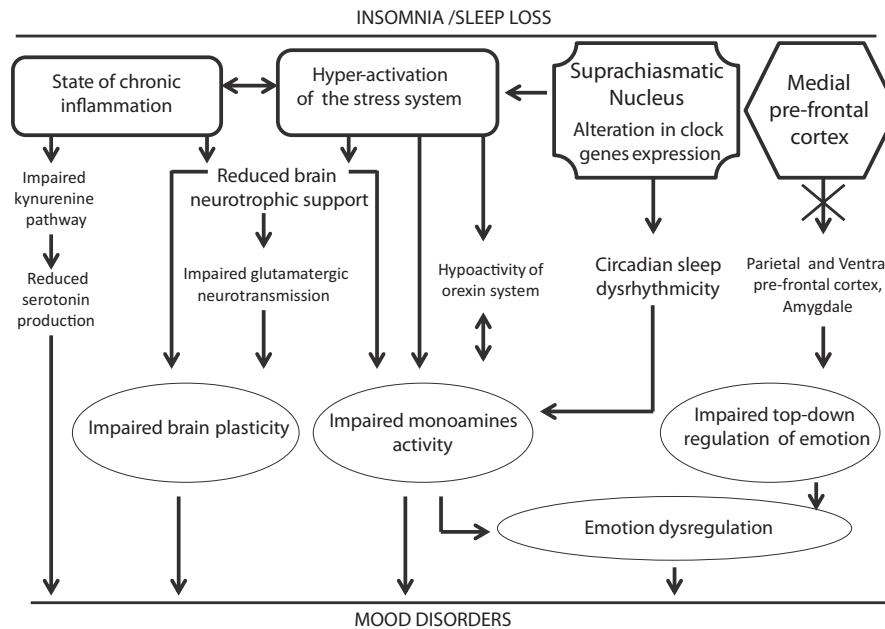 INSOMNIA /SLEEP LOSS
State of chronic
inflammation
Hyper-activation
of the stress system
Suprachiasmatic
Nucleus
Alteration in clock
genes expression
Medial
pre-frontal
cortex
Impaired
kynurenine
pathway
Reduced brain
neurotrophic support
Reduced
serotonin
production
Impaired glutamatergic
neurotransmission
Hypoactivity of
orexin system
Circadian sleep
dysrhythmicity
Parietal and Ventra
pre-frontal cortex,
Amygdale
Impaired brain plasticity
Impaired monoamines
activity
Impaired top-down
regulation of emotion
Emotion dysregulation
MOOD DISORDERS